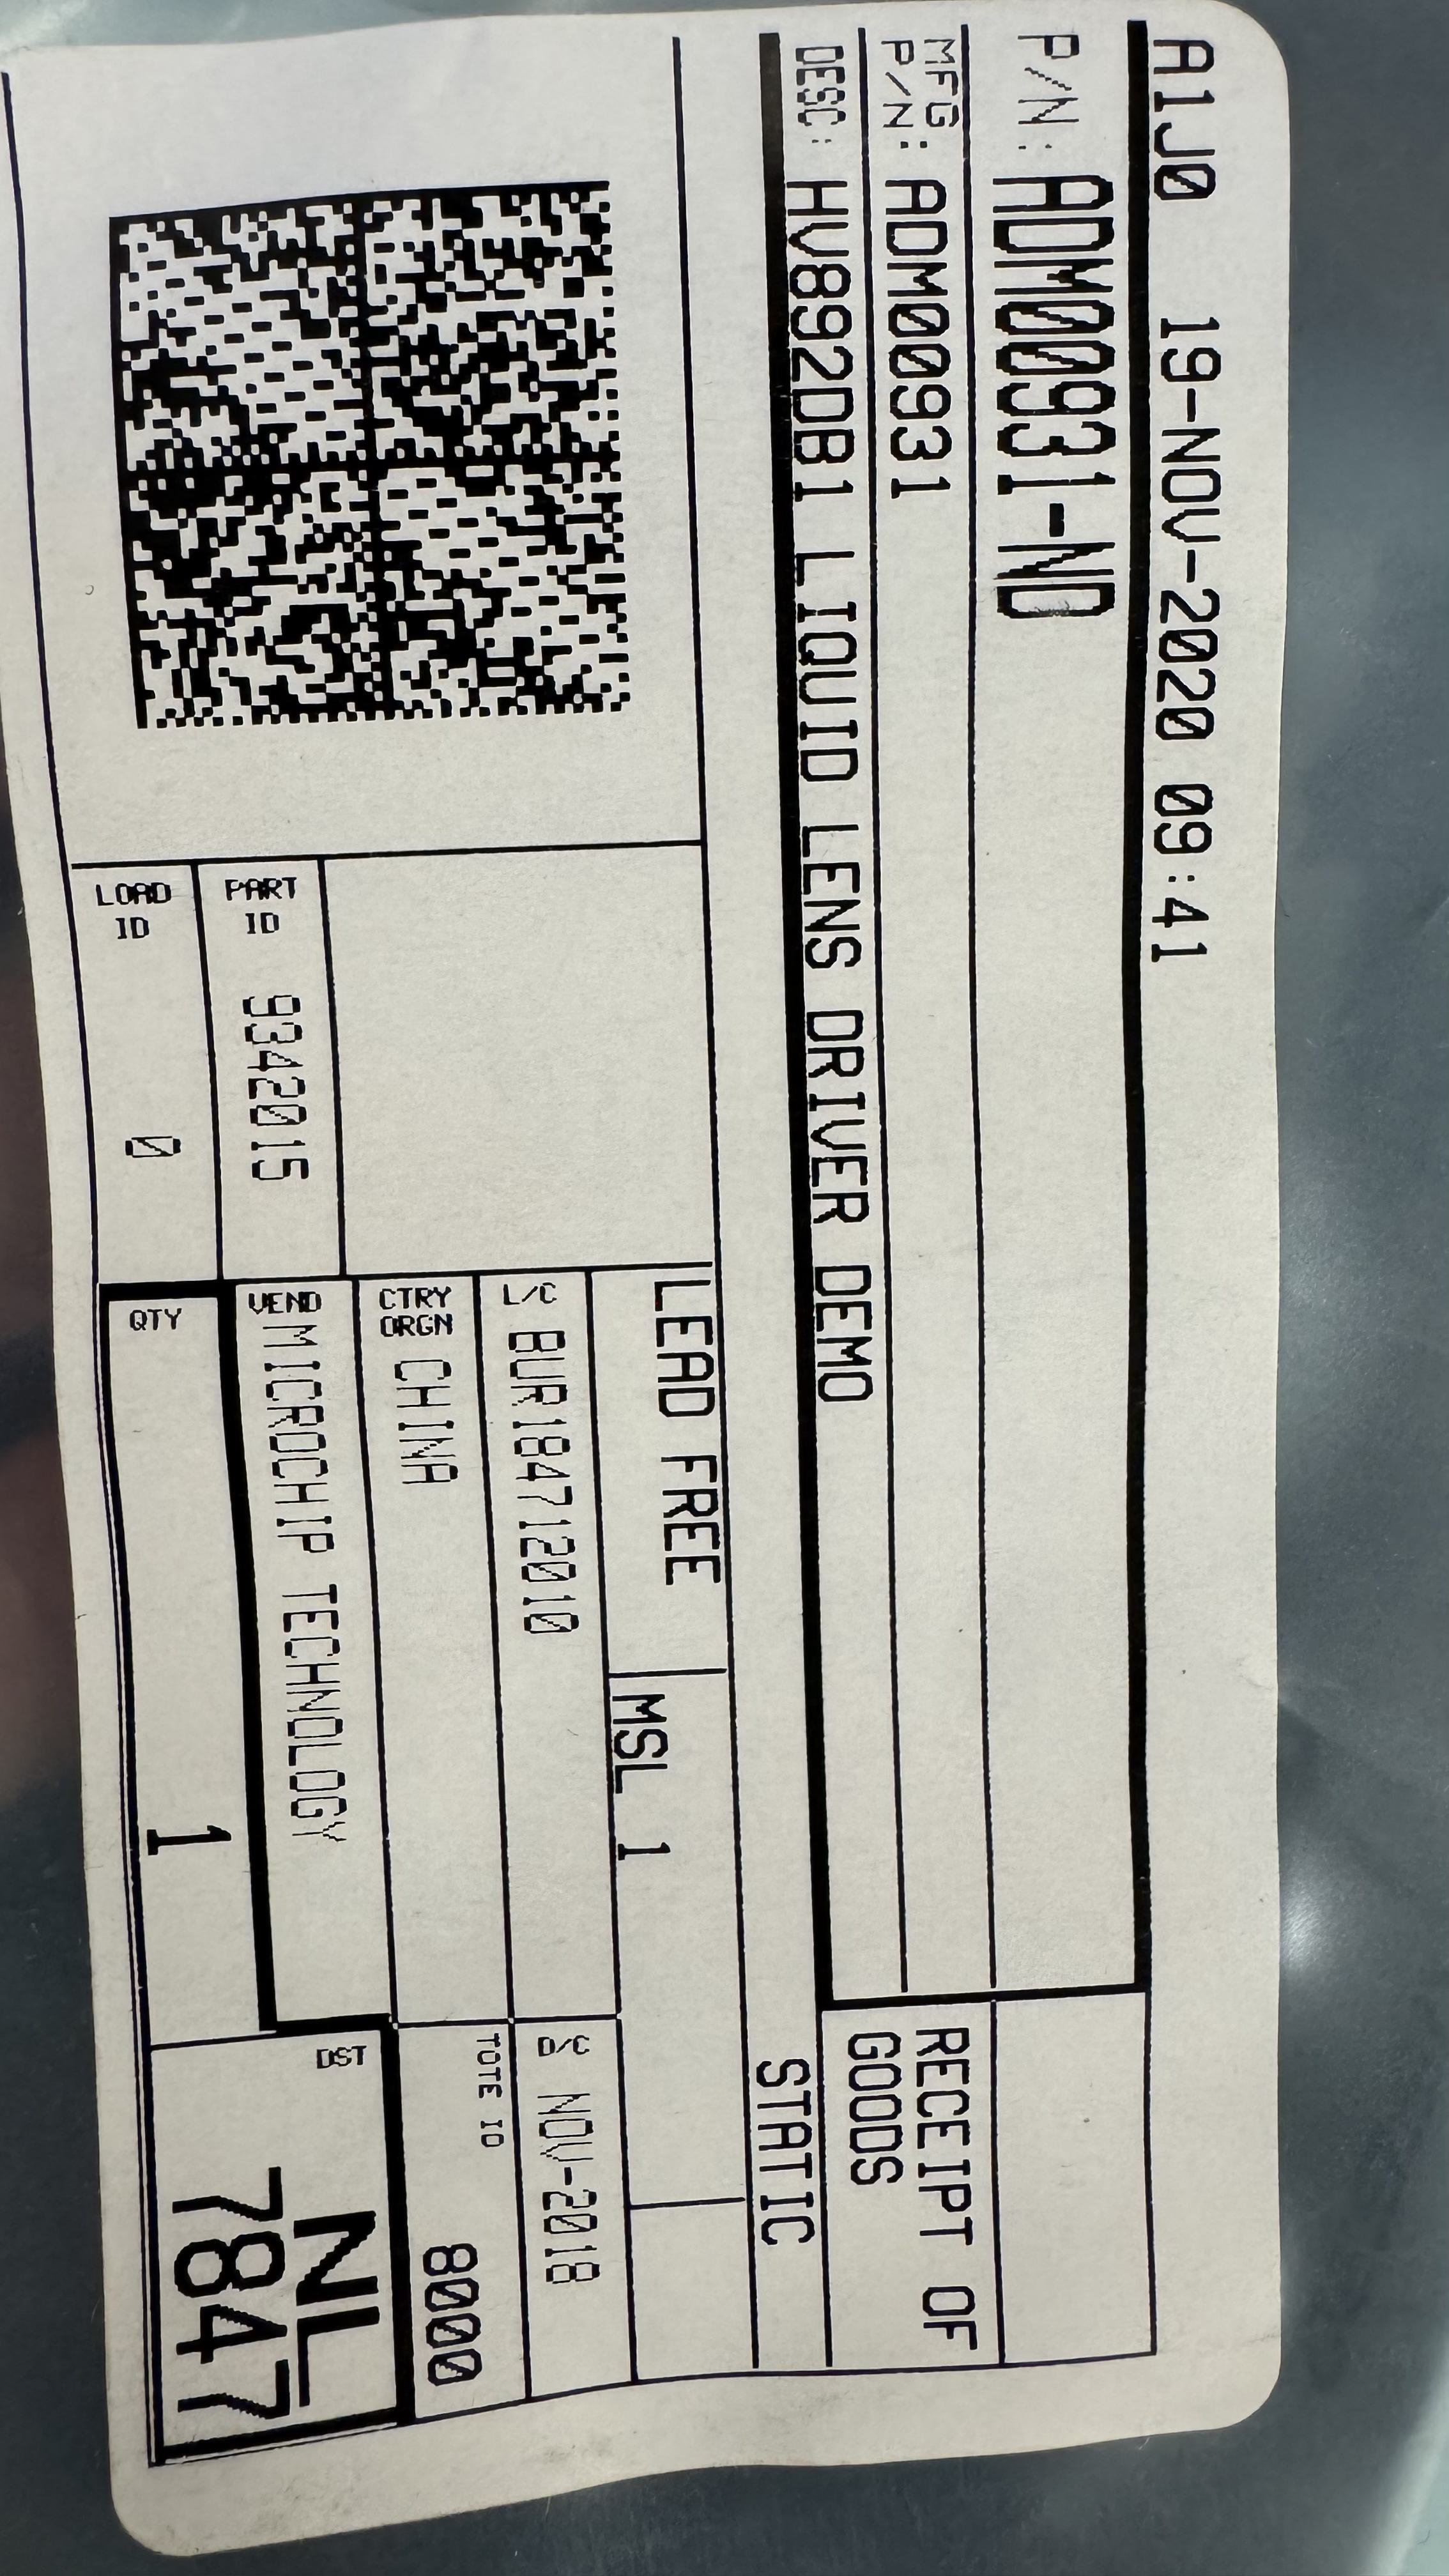 A1J0 19-NOV-2020 09:41
P/N: ADM00931-ND
MFG P/N: ADM00931
DESC: HV892DB1 LIQUID LENS DRIVER DEMO
RECEIPT OF
GOODS
STATIC
LEAD FREE
MSL 1
L/C BUR184712010
D/C NOV-2018
CTRY ORGN CHINA
TOTE ID 8000
PART ID 9342015
VEND MICROCHIP TECHNOLOGY
LOAD ID 0
QTY 1
DST
NL
7847